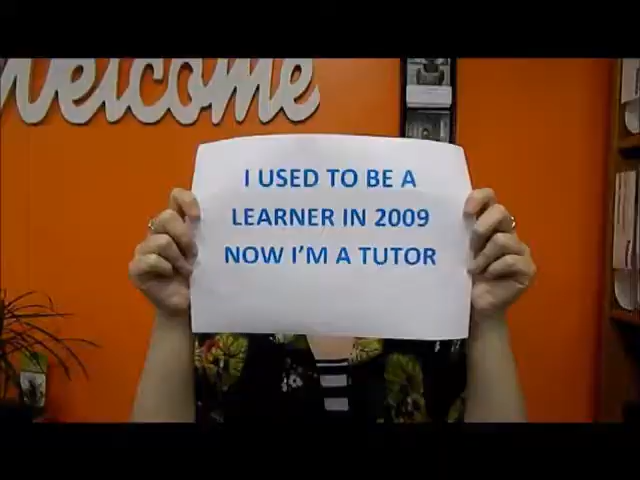 Welcome
I USED TO BE A
LEARNER IN 2009
NOW I'M A TUTOR